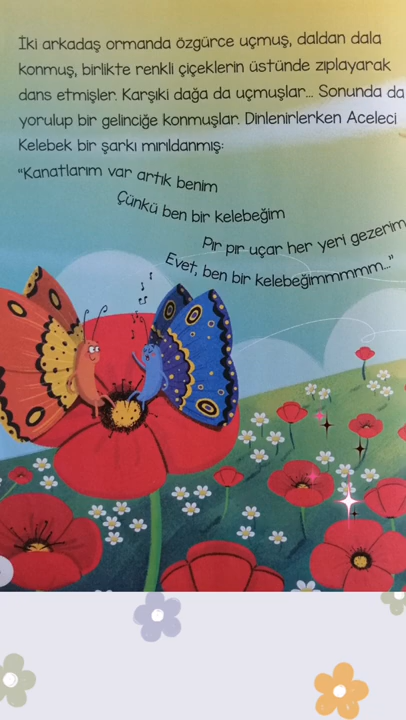 İki arkadaş ormanda özgürce uçmuş, daldan dala
konmuş, birlikte renkli çiçeklerin üstünde zıplayarak
dans etmişler. Karşıki dağa da uçmuşlar... Sonunda da
yorulup bir gelinciğe konmuşlar. Dinlenirlerken Aceleci
Kelebek bir şarkı mırıldanmış:
"Kanatlarım var artık benim
Çünkü ben bir kelebeğim
Pır pır uçar her yeri gezerim
Evet, ben bir kelebeğimmmmm..."